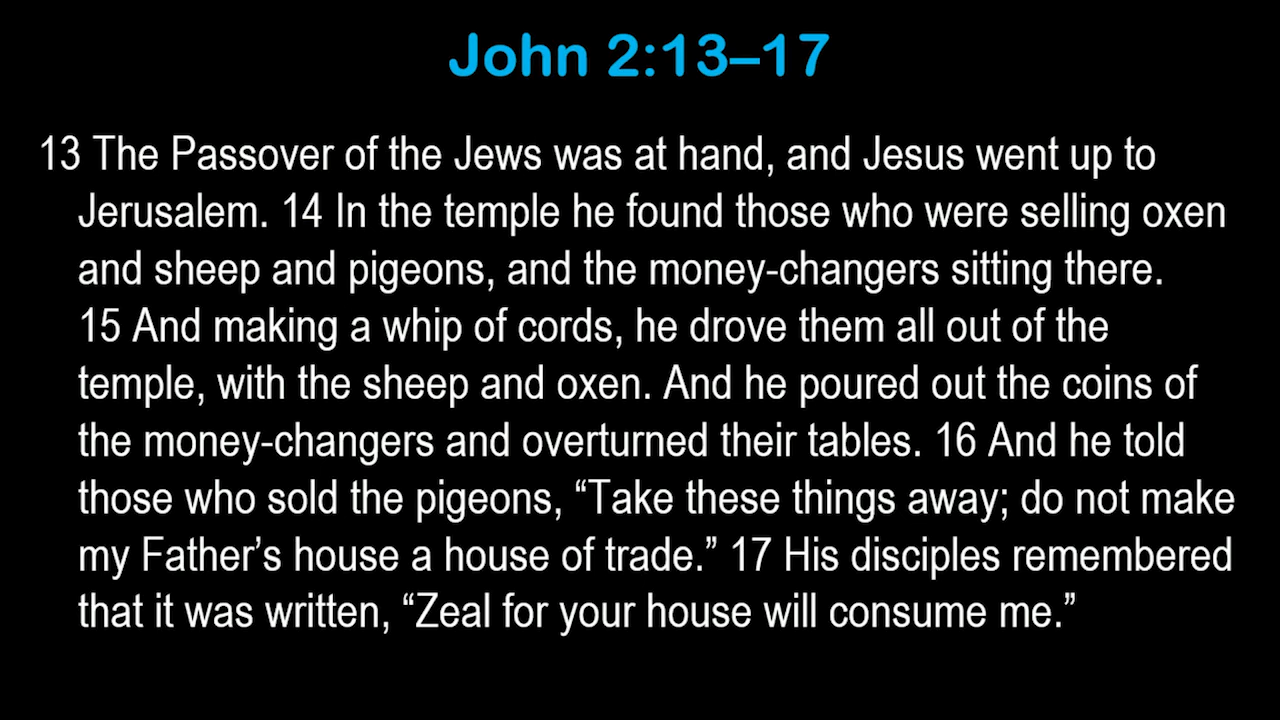 John 2:13–17
13 The Passover of the Jews was at hand, and Jesus went up to
Jerusalem. 14 In the temple he found those who were selling oxen
and sheep and pigeons, and the money-changers sitting there.
15 And making a whip of cords, he drove them all out of the
temple, with the sheep and oxen. And he poured out the coins of
the money-changers and overturned their tables. 16 And he told
those who sold the pigeons, “Take these things away; do not make
my Father’s house a house of trade.” 17 His disciples remembered
that it was written, “Zeal for your house will consume me.”